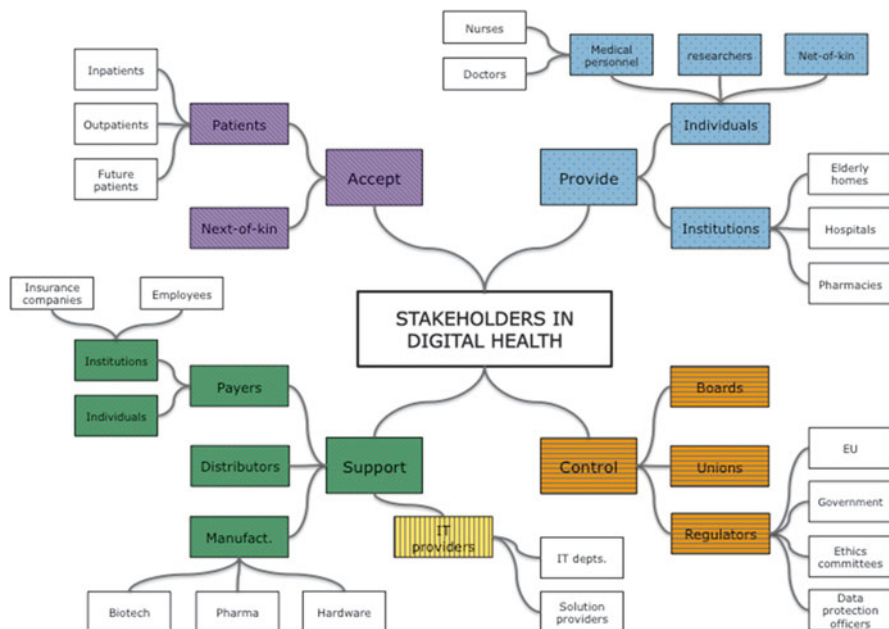 Nurses
Doctors
Medical
personnel
researchers
Net-of-kin
Individuals
Inpatients
Outpatients
Future
patients
Patients
Next-of-kin
Accept
Provide
Institutions
Elderly
homes
Hospitals
Pharmacies
STAKEHOLDERS IN
DIGITAL HEALTH
Insurance
companies
Employees
Institutions
Individuals
Payers
Distributors
Manufact.
Support
Biotech
Pharma
Hardware
IT
providers
IT depts.
Solution
providers
Control
Boards
Unions
Regulators
EU
Government
Ethics
committees
Data
protection
officers